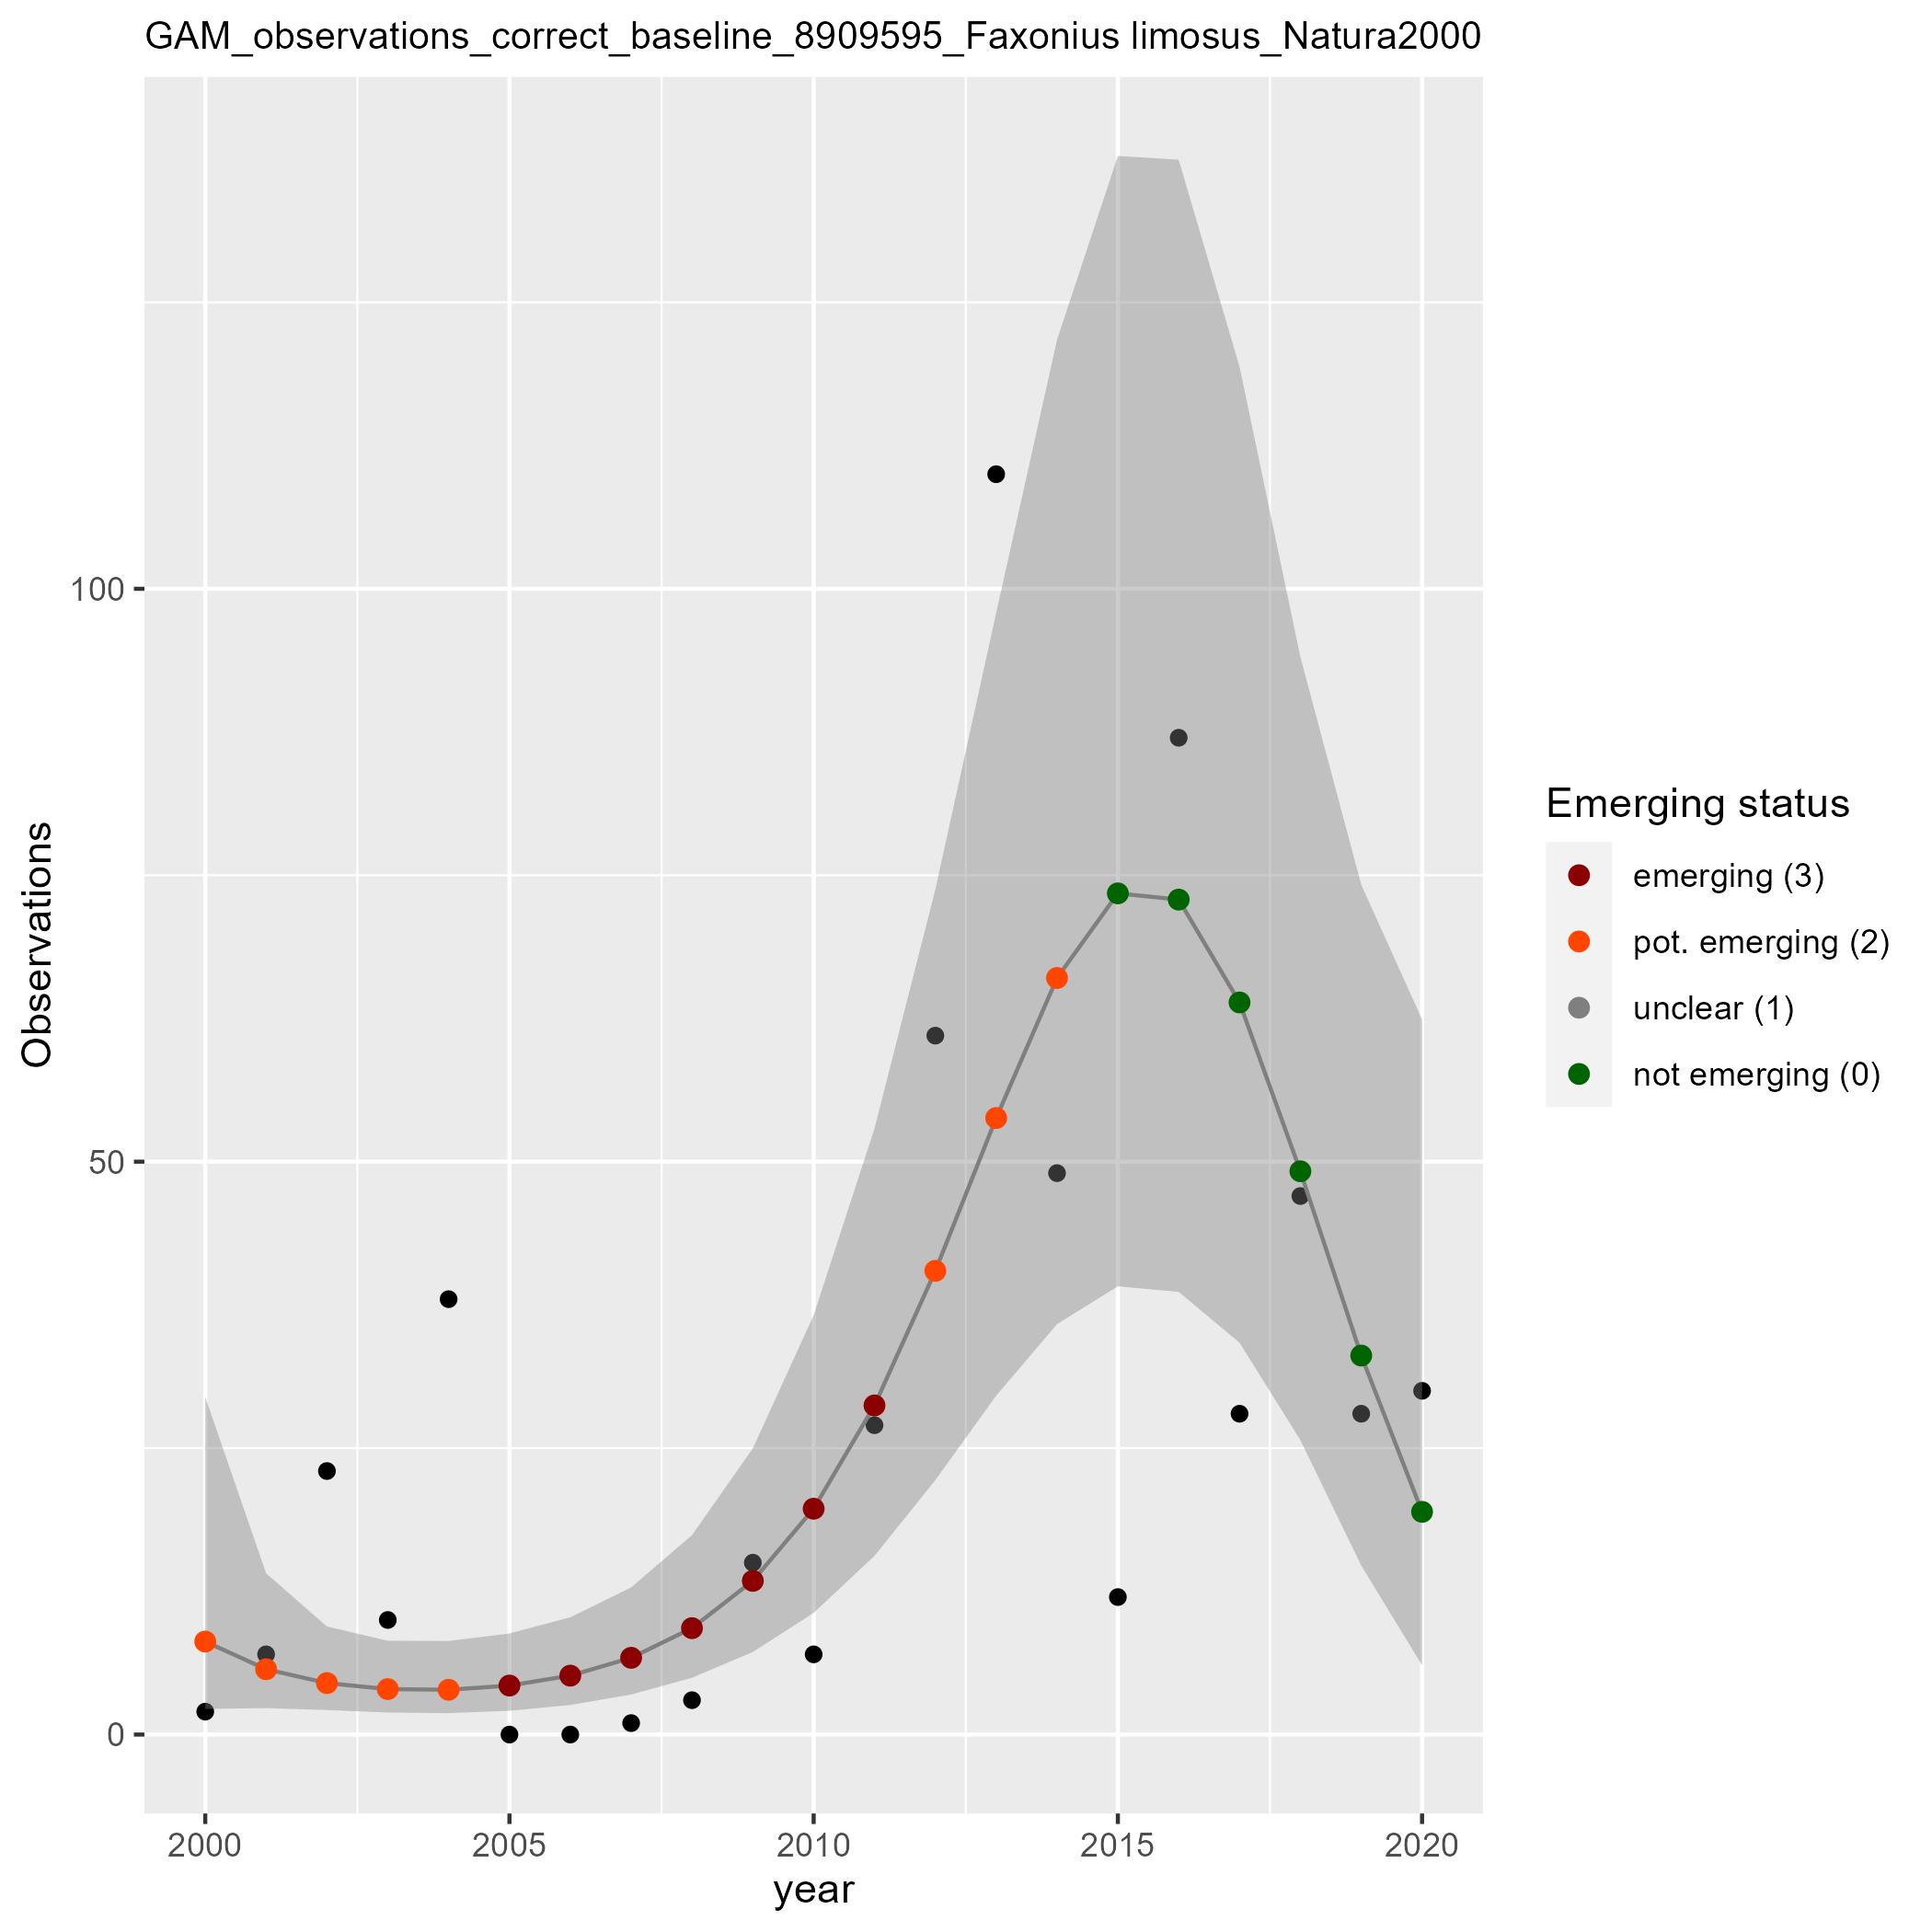 GAM_observations_correct_baseline_8909595_Faxonius limosus_Natura2000
Observations
100
50
0
2000 2005 2010 2015 2020
year
Emerging status
emerging (3)
pot. emerging (2)
unclear (1)
not emerging (0)